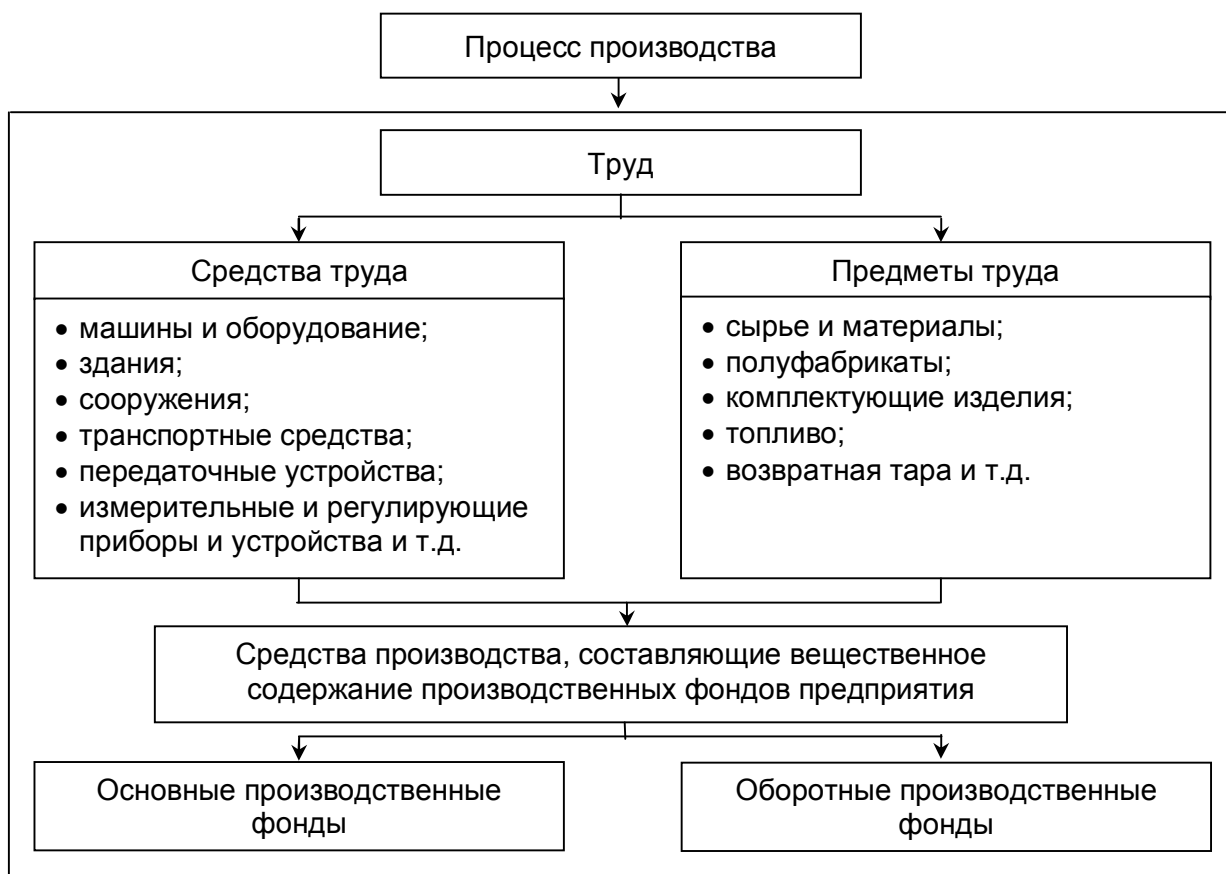 Процесс производства
Труд
Средства труда
• машины и оборудование;
• здания;
• сооружения;
• транспортные средства;
• передаточные устройства;
• измерительные и регулирующие
приборы и устройства и т.д.
Предметы труда
• сырье и материалы;
• полуфабрикаты;
• комплектующие изделия;
• топливо;
• возвратная тара и т.д.
Средства производства, составляющие вещественное
содержание производственных фондов предприятия
Основные производственные
фонды
Оборотные производственные
фонды